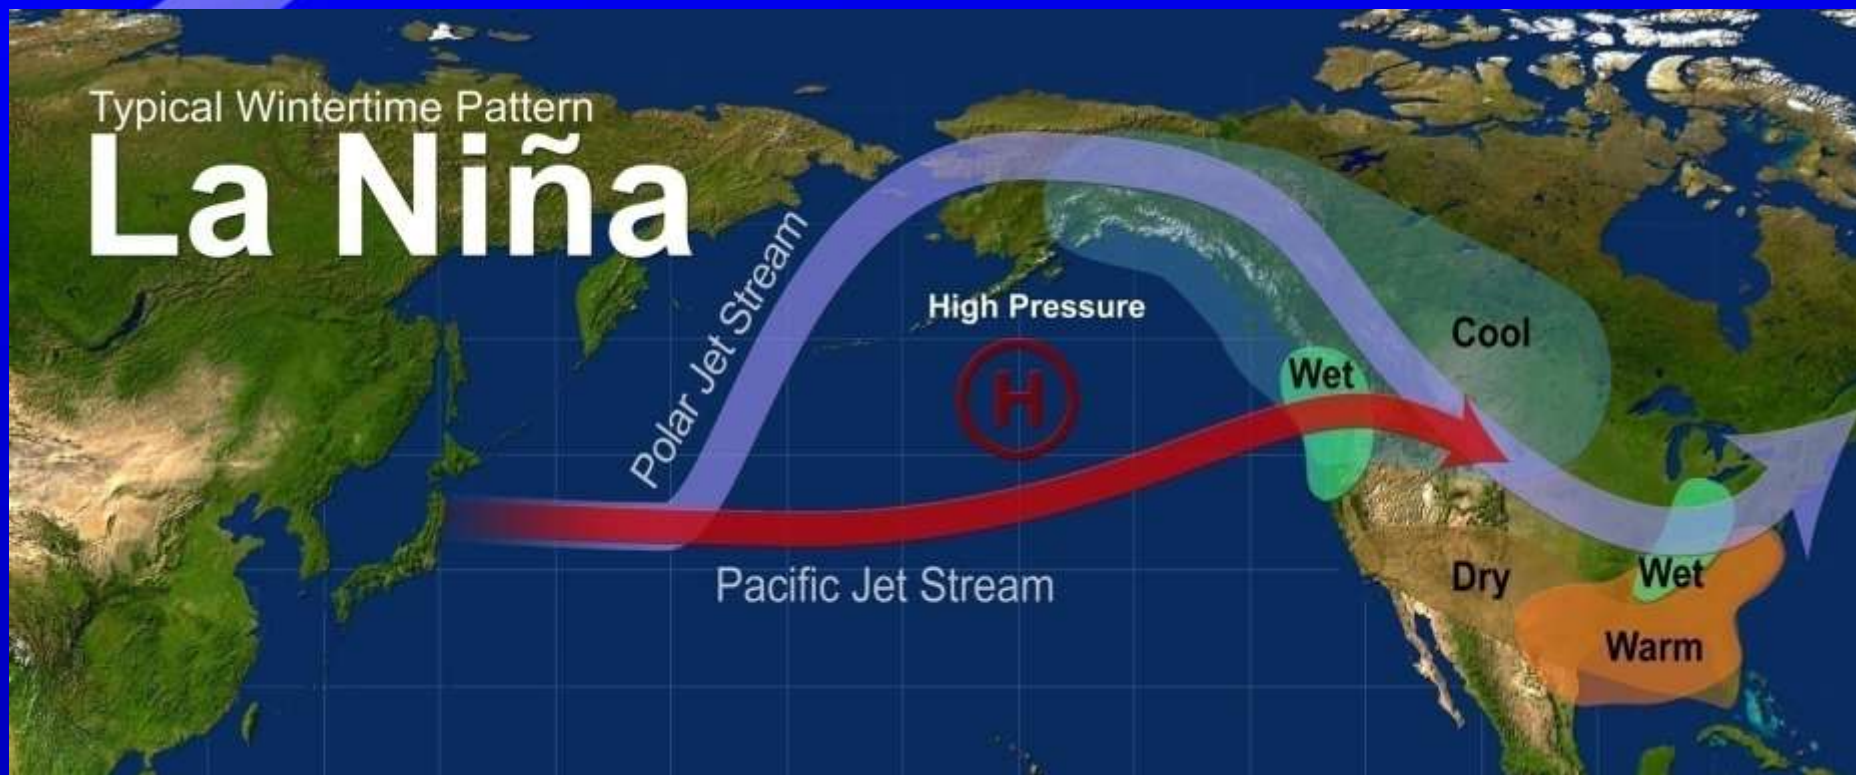 Typical Wintertime Pattern
La Niña
Polar Jet Stream
High Pressure
H
Wet
Cool
Pacific Jet Stream
Dry
Wet
Warm